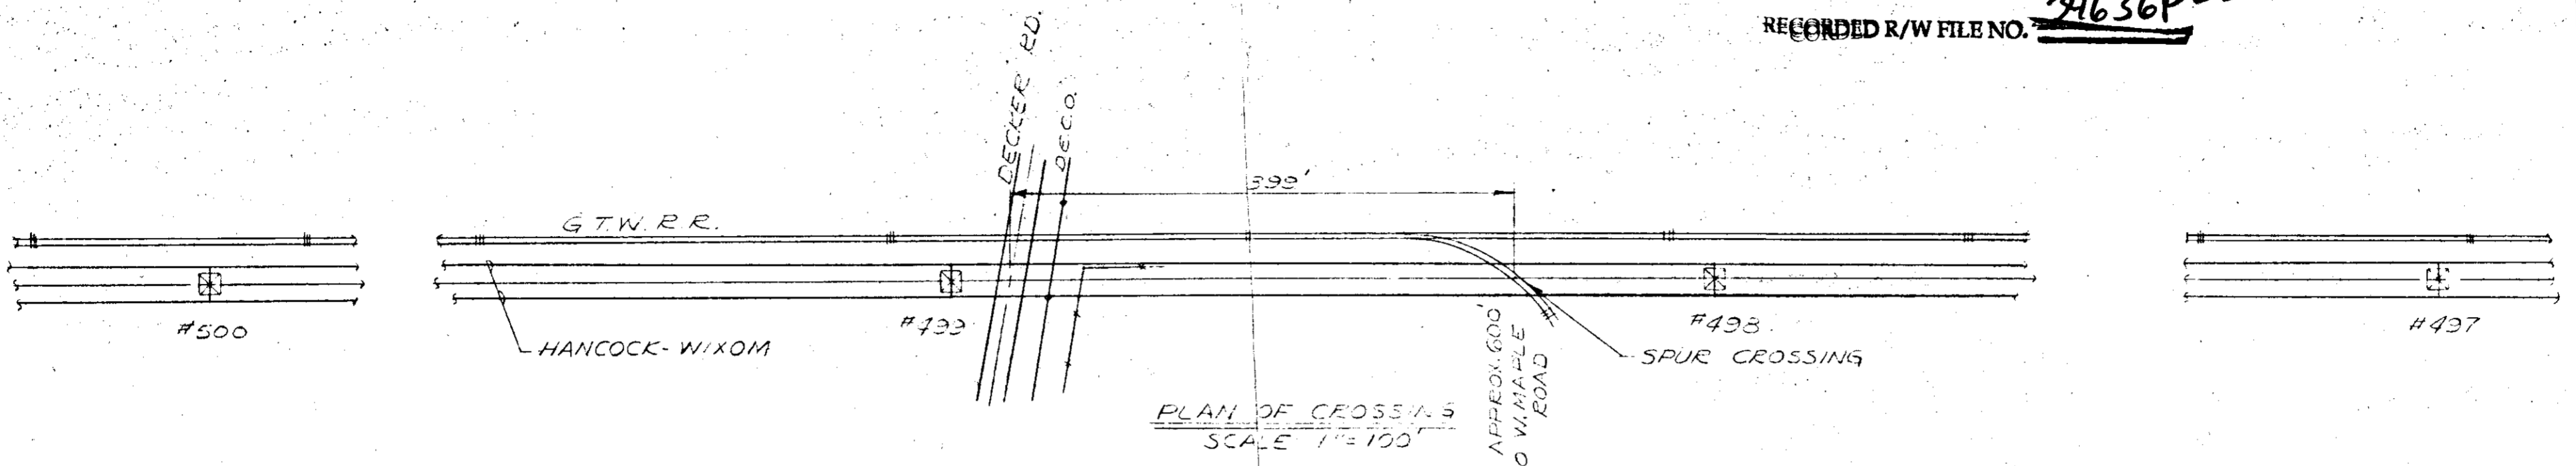 RECORDED R/W FILE NO.
DECKER RD.
D.E.C.O.
399'
G.T.W.R.R.
#500
HANCOCK-WIXOM
#499
#498
#497
SPUR CROSSING
APPROX. 600'
TO W. MAPLE
ROAD
PLAN OF CROSSING
SCALE 1"=100'